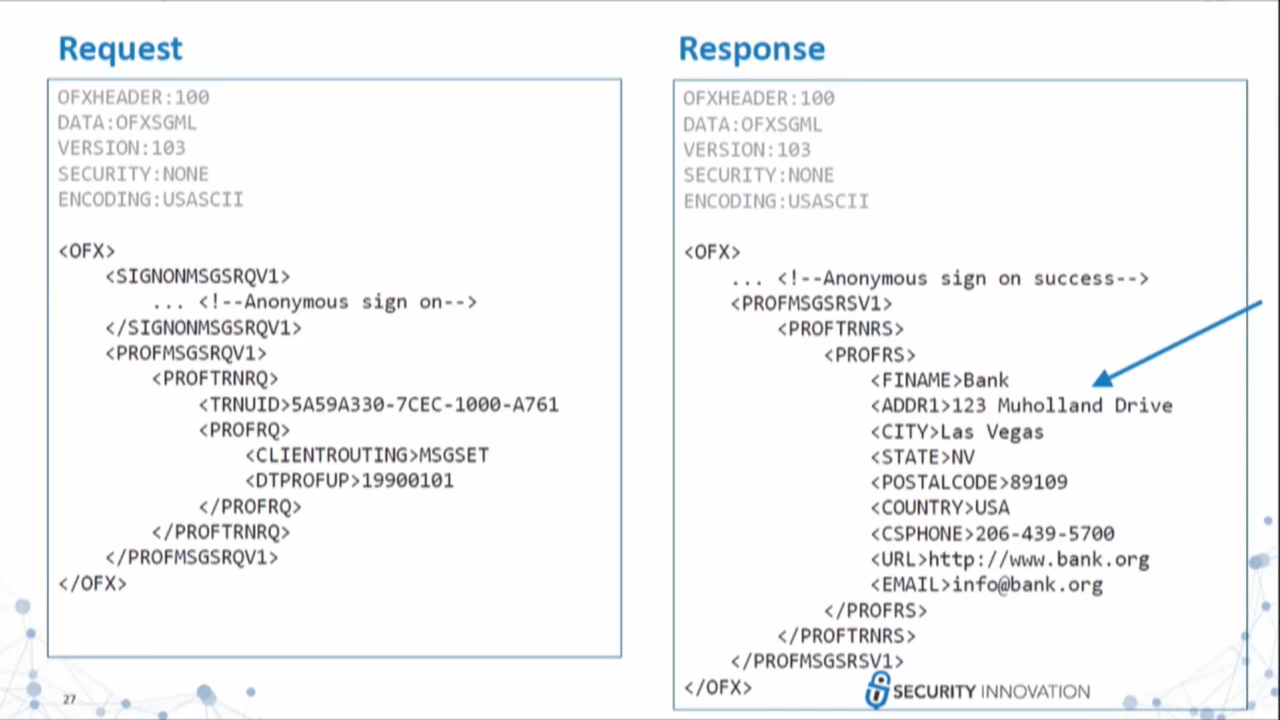 Request
OFXHEADER:100
DATA:OFXSGML
VERSION:103
SECURITY:NONE
ENCODING:USASCII
<OFX>
<SIGNONMSGSRQV1>
... <!--Anonymous sign on-->
</SIGNONMSGSRQV1>
<PROFMSGSRQV1>
<PROFTRNRQ>
<TRNUID>5A59A330-7CEC-1000-A761
<PROFRQ>
<CLIENTROUTING>MSGSET
<DTPROFUP>19900101
</PROFRQ>
</PROFTRNRQ>
</PROFMSGSRQV1>
</OFX>
Response
OFXHEADER:100
DATA:OFXSGML
VERSION:103
SECURITY:NONE
ENCODING:USASCII
<OFX>
... <!--Anonymous sign on success-->
<PROFMSGSRSV1>
<PROFTRNRS>
<PROFRS>
<FINAME>Bank
<ADDR1>123 Muholland Drive
<CITY>Las Vegas
<STATE>NV
<POSTALCODE>89109
<COUNTRY>USA
<CSPHONE>206-439-5700
<URL>http://www.bank.org
<EMAIL>info@bank.org
</PROFRS>
</PROFTRNRS>
</PROFMSGSRSV1>
</OFX>
27
SECURITY INNOVATION